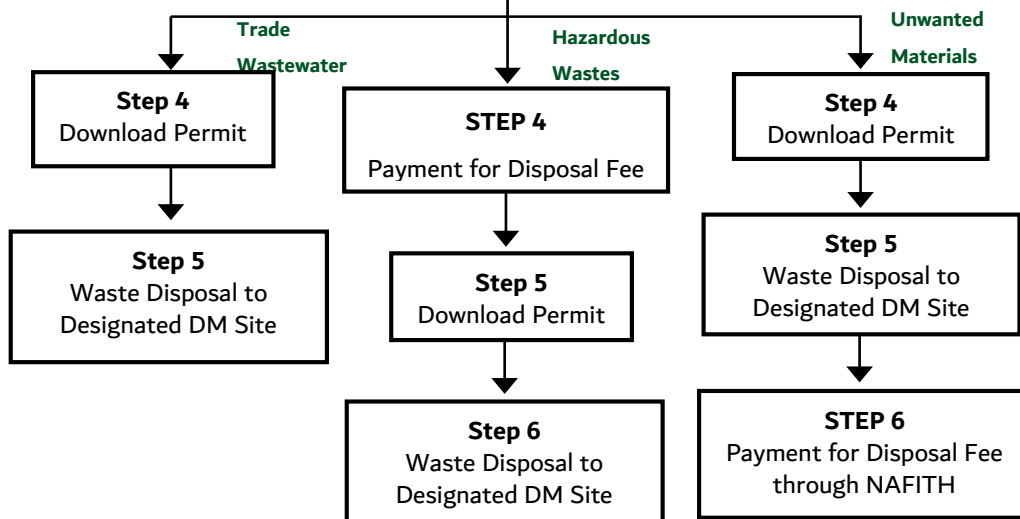 Trade
Wastewater
Hazardous
Wastes
Unwanted
Materials
Step 4
Download Permit
Step 5
Waste Disposal to
Designated DM Site
STEP 4
Payment for Disposal Fee
Step 5
Download Permit
Step 6
Waste Disposal to
Designated DM Site
Step 4
Download Permit
Step 5
Waste Disposal to
Designated DM Site
STEP 6
Payment for Disposal Fee
through NAFITH